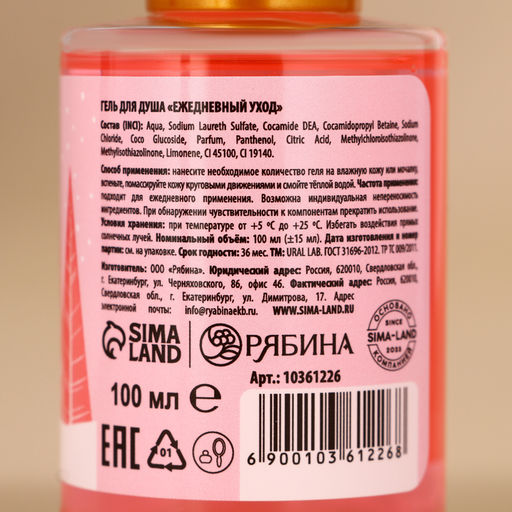 ГЕЛЬ ДЛЯ ДУША «ЕЖЕДНЕВНЫЙ УХОД»
Состав (INCI): Aqua, Sodium Laureth Sulfate, Cocamide DEA, Cocamidopropyl Betaine, Sodium
Chloride, Coco Glucoside, Parfum, Panthenol, Citric Acid, Methylchloroisothiazolinone,
Methylisothiazolinone, Limonene, CI 45100, CI 19140.
Способ применения: нанесите необходимое количество геля на влажную кожу или мочалку,
вспеньте, помассируйте кожу круговыми движениями и смойте тёплой водой. Частота применения:
подходит для ежедневного применения. Возможна индивидуальная непереносимость
ингредиентов. При обнаружении чувствительности к компонентам прекратить использование.
Условия хранения: при температуре от +5 °C до +25 °C. Избегать воздействия прямых
солнечных лучей. Номинальный объём: 100 мл (±15 мл). Дата изготовления и номер
партии: см. на упаковке. Срок годности: 36 мес. TM: URAL LAB. ГОСТ 31696-2012. ТР ТС 009/2011.
Изготовитель: ООО «Рябина». Юридический адрес: Россия, 620010, Свердловская обл.,
г. Екатеринбург, ул. Черняховского, 86, офис 46. Фактический адрес: Россия, 620010,
Свердловская обл., г. Екатеринбург, ул. Димитрова, 17. Адрес
электронной почты: info@ryabinaekb.ru. WWW.SIMA-LAND.RU
SIMA
LAND
РЯБИНА
ОСНОВАНО
SINCE
SIMA-LAND
КОМПАНИЕЙ
Арт.: 10361226
100 мл ℮
EAC
01
6 900103 612268